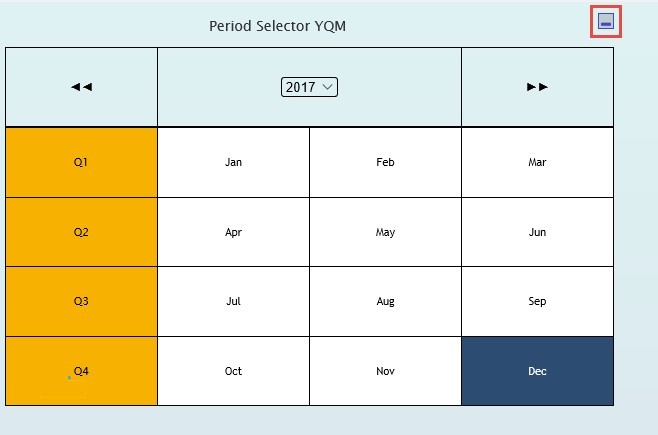 Period Selector YQM
◄◄ 2017 ►►
Q1 Jan Feb Mar
Q2 Apr May Jun
Q3 Jul Aug Sep
Q4 Oct Nov Dec